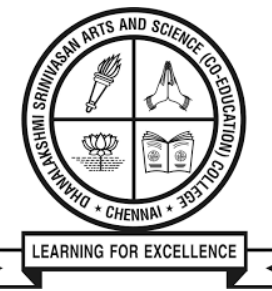 DHANALAKSHMI SRINIVASAN ARTS AND SCIENCE (CO-EDUCATION) COLLEGE
★ CHENNAI ★
LEARNING FOR EXCELLENCE